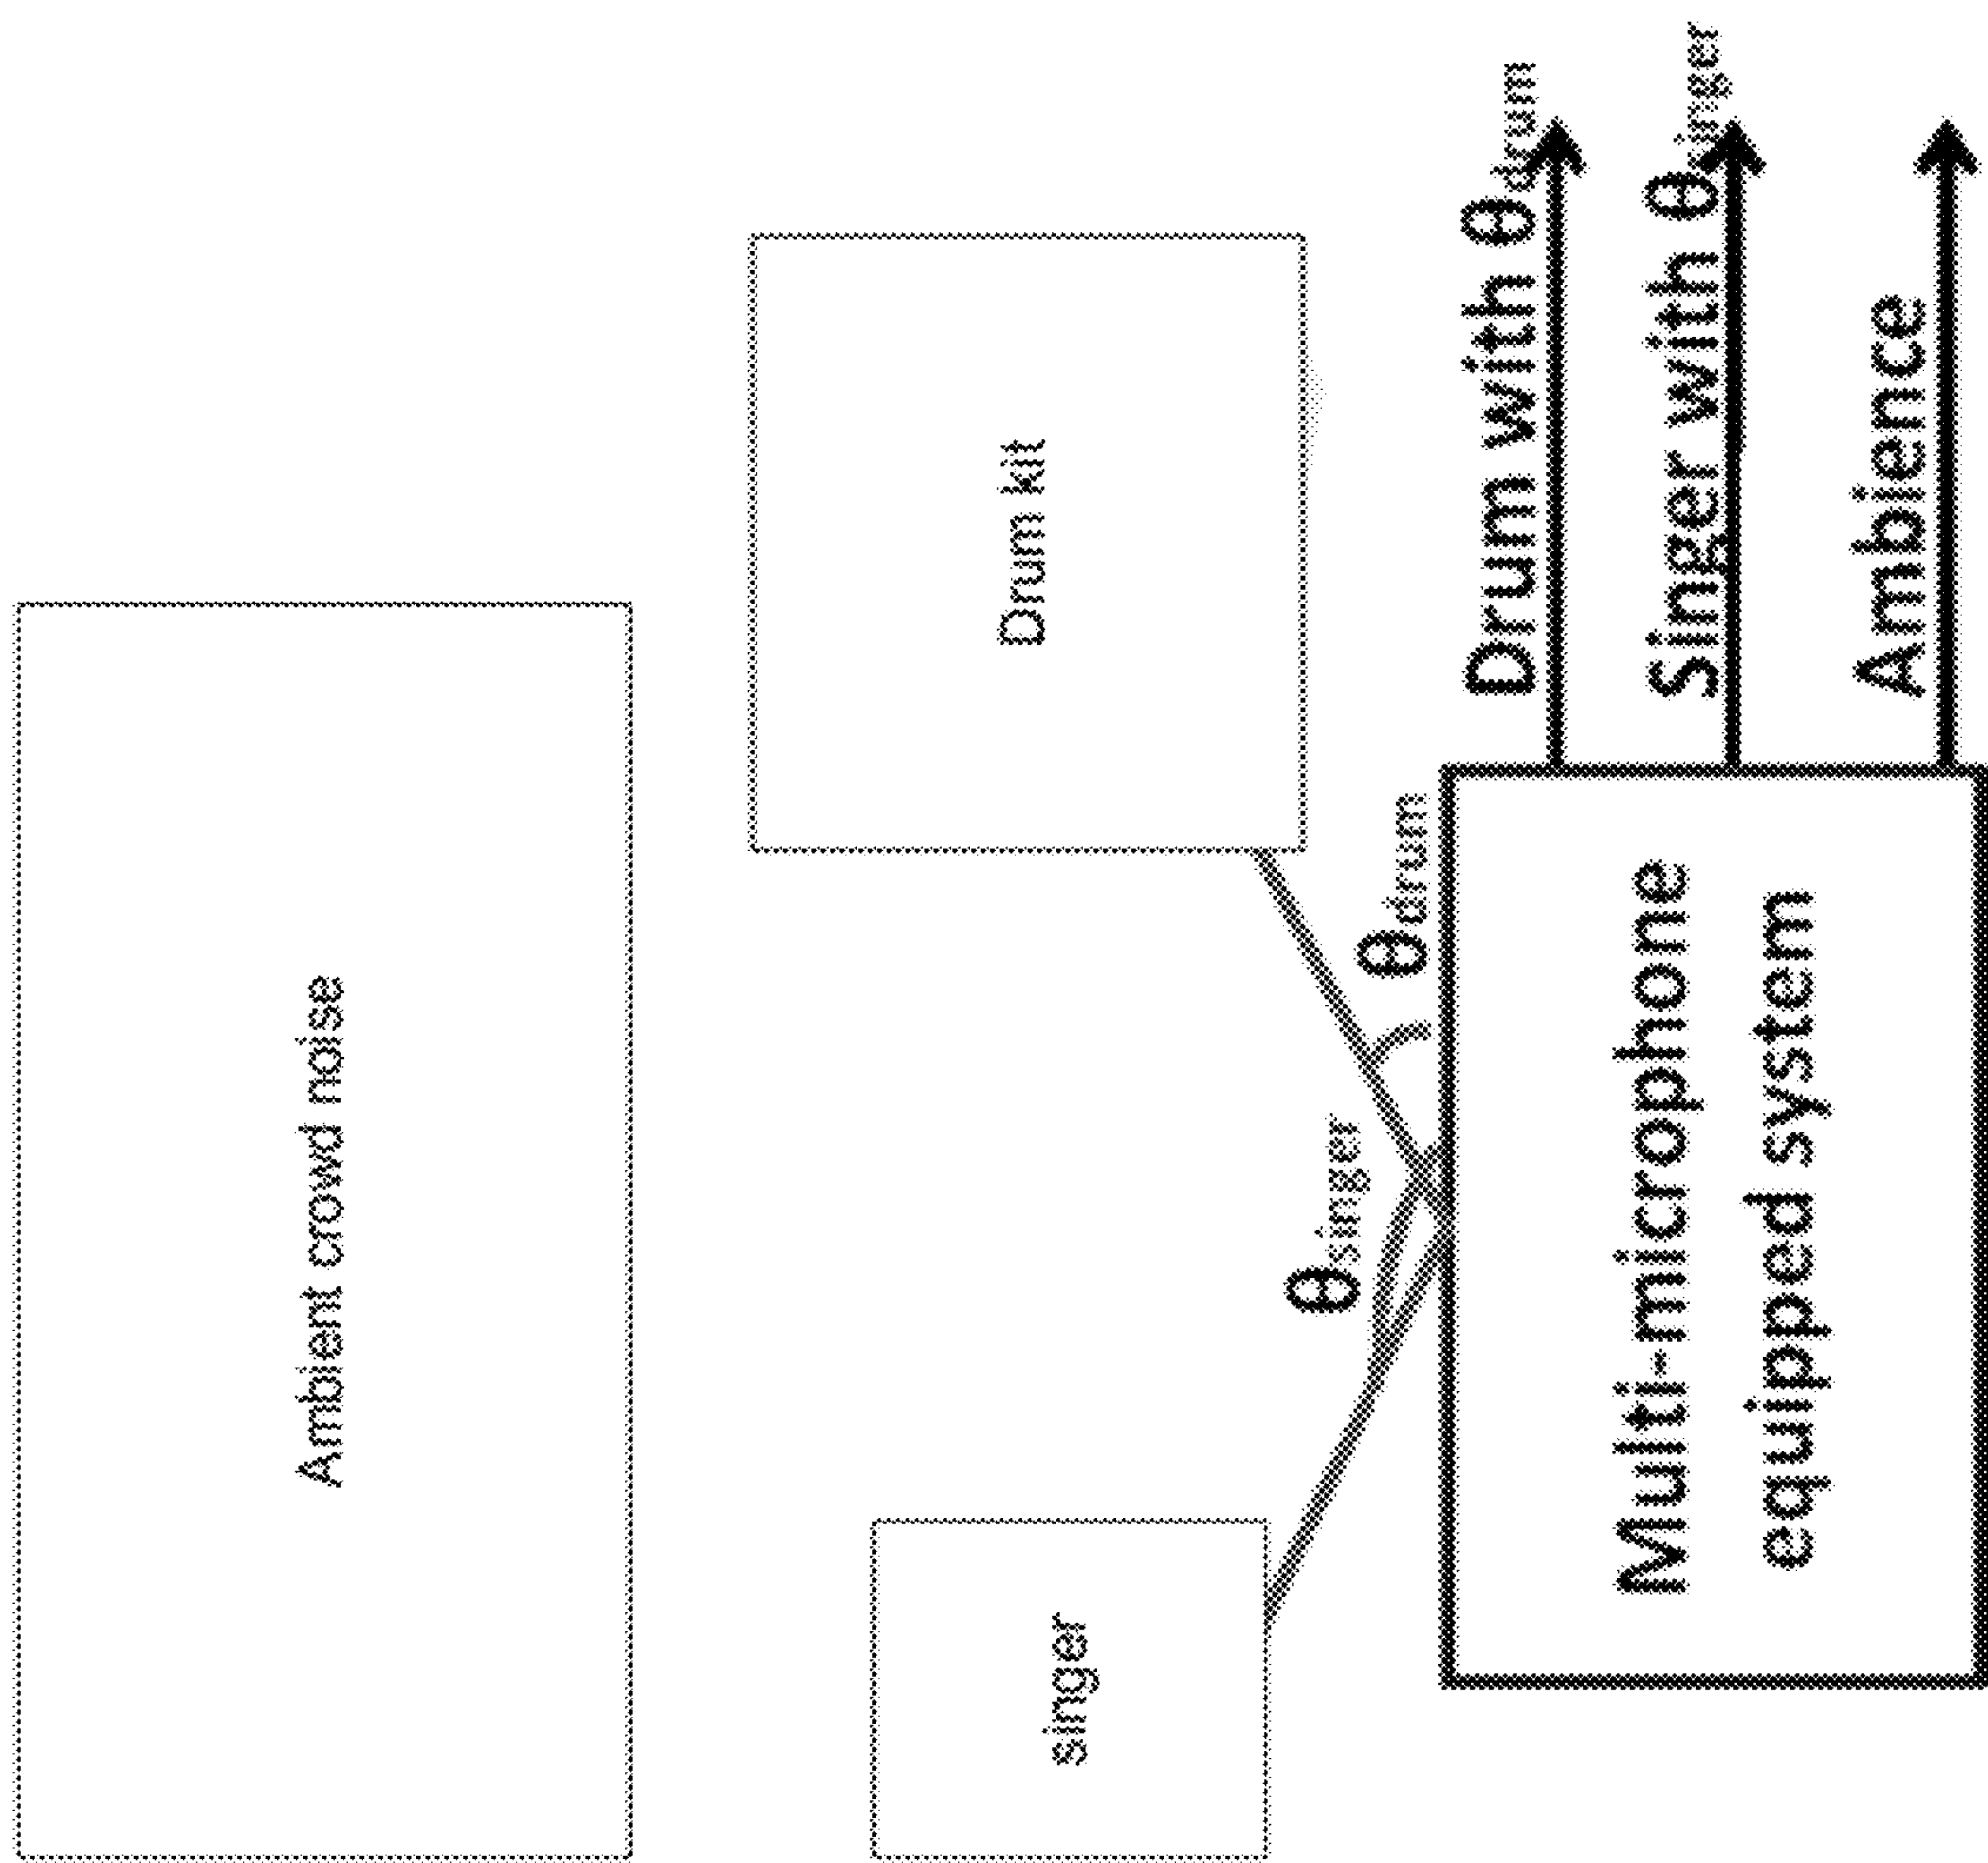 Ambient crowd noise
singer
Drum kit
θsinger
θdrum
Multi-microphone
equipped system
Drum with θdrum
Singer with θsinger
Ambience